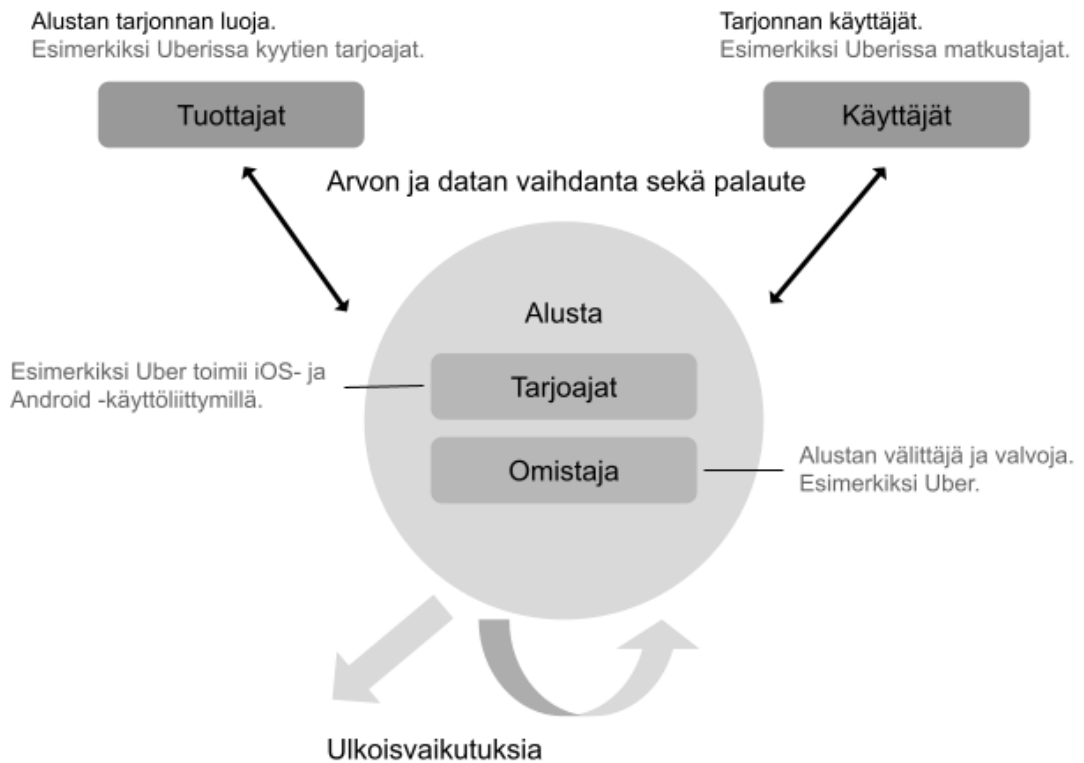 Alustan tarjonnan luoja.
Esimerkiksi Uberissa kyytien tarjoajat.
Tarjonnan käyttäjät.
Esimerkiksi Uberissa matkustajat.
Tuottajat
Käyttäjät
Arvon ja datan vaihdanta sekä palaute
Alusta
Esimerkiksi Uber toimii iOS- ja
Android -käyttöliittymillä.
Tarjoajat
Omistaja
Alustan välittäjä ja valvoja.
Esimerkiksi Uber.
Ulkoisvaikutuksia